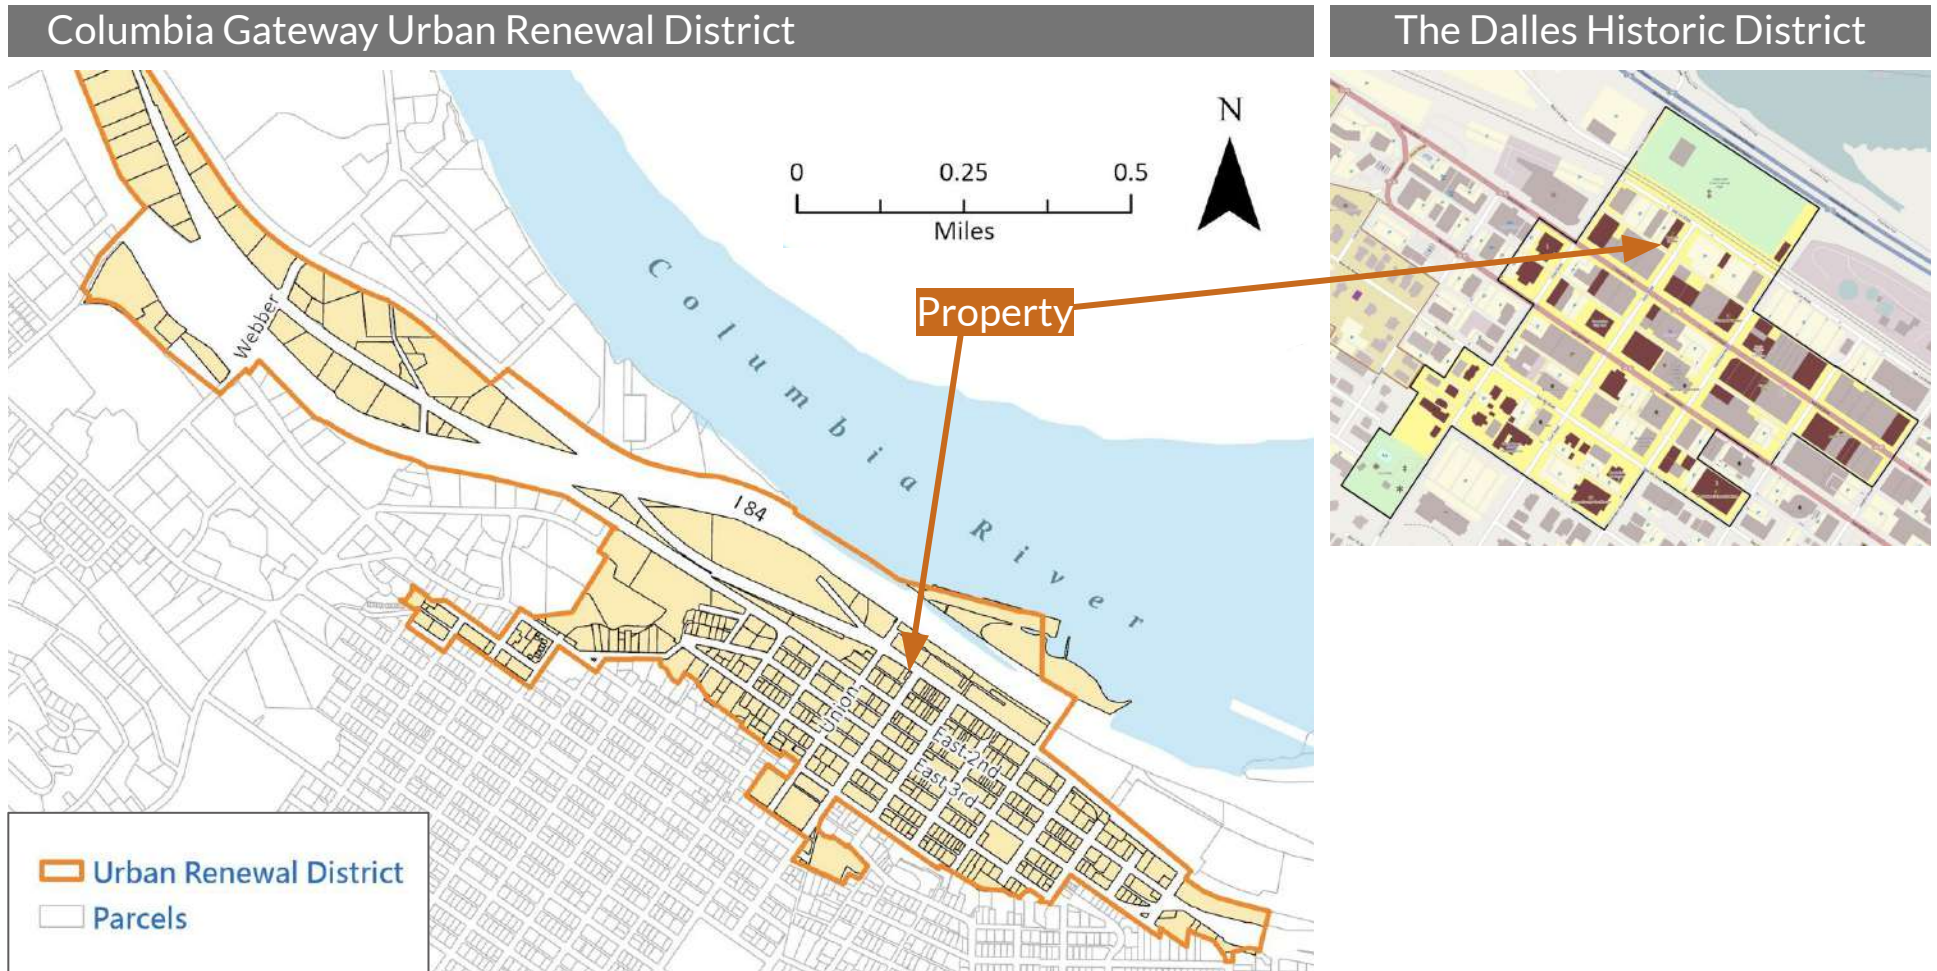 Columbia Gateway Urban Renewal District
The Dalles Historic District
N
0 0.25 0.5
Miles
Columbia River
Property
Webber
I 84
Union
East 2nd
East 3rd
Urban Renewal District
Parcels